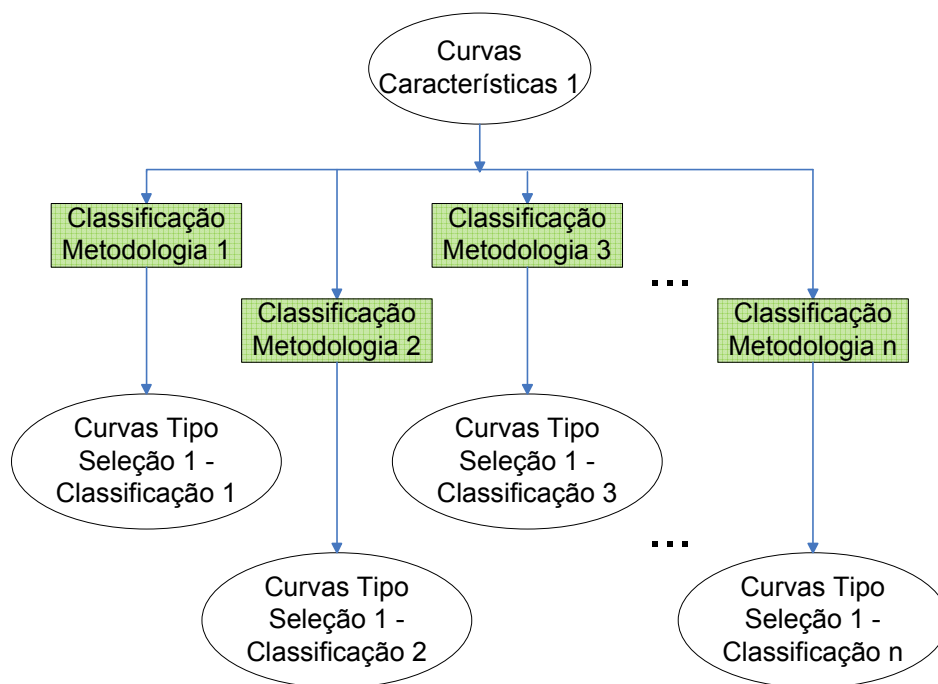 Curvas
Características 1
Classificação
Metodologia 1
Classificação
Metodologia 3
...
Classificação
Metodologia 2
Classificação
Metodologia n
Curvas Tipo
Seleção 1 -
Classificação 1
Curvas Tipo
Seleção 1 -
Classificação 3
...
Curvas Tipo
Seleção 1 -
Classificação 2
Curvas Tipo
Seleção 1 -
Classificação n